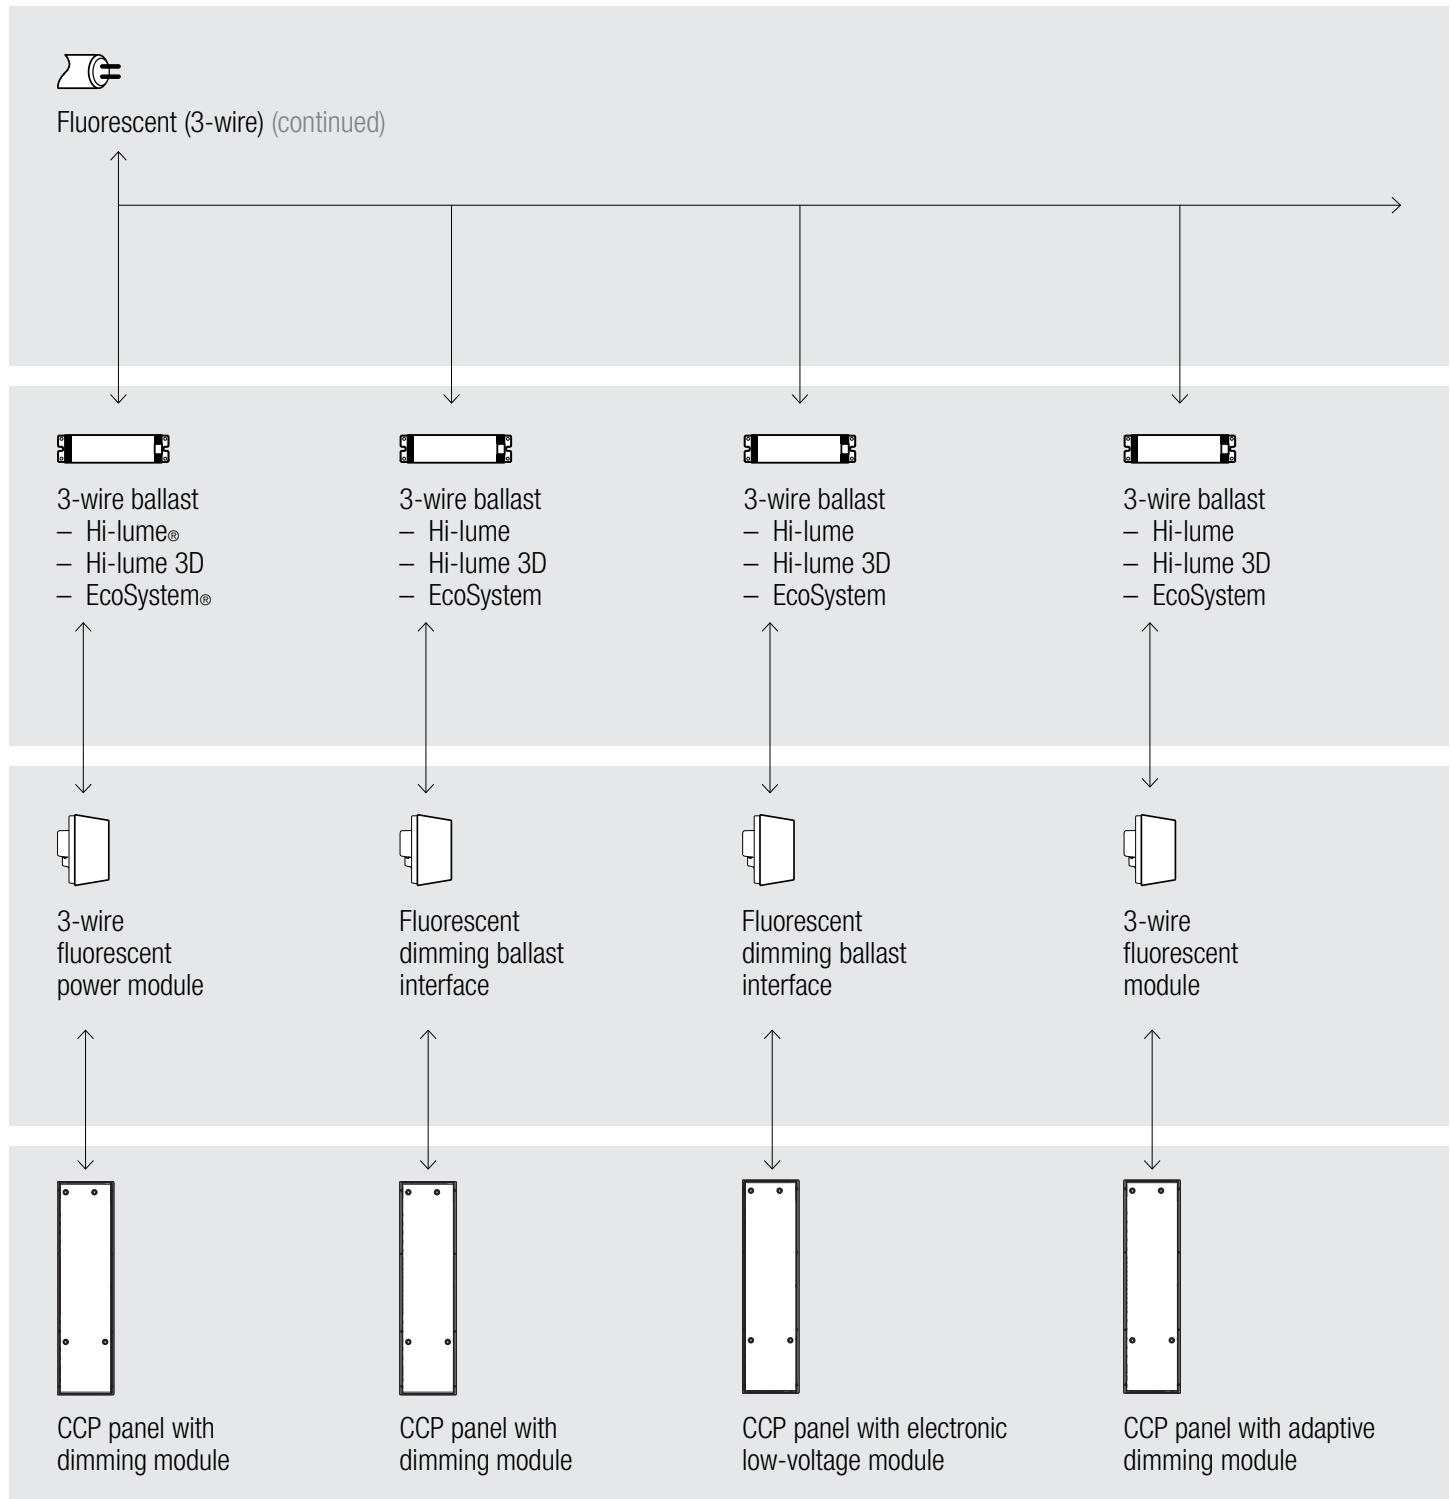 Fluorescent (3-wire) (continued)
3-wire ballast
– Hi-lume®
– Hi-lume 3D
– EcoSystem®
3-wire ballast
– Hi-lume
– Hi-lume 3D
– EcoSystem
3-wire ballast
– Hi-lume
– Hi-lume 3D
– EcoSystem
3-wire ballast
– Hi-lume
– Hi-lume 3D
– EcoSystem
3-wire
fluorescent
power module
Fluorescent
dimming ballast
interface
Fluorescent
dimming ballast
interface
3-wire
fluorescent
module
CCP panel with
dimming module
CCP panel with
dimming module
CCP panel with electronic
low-voltage module
CCP panel with adaptive
dimming module